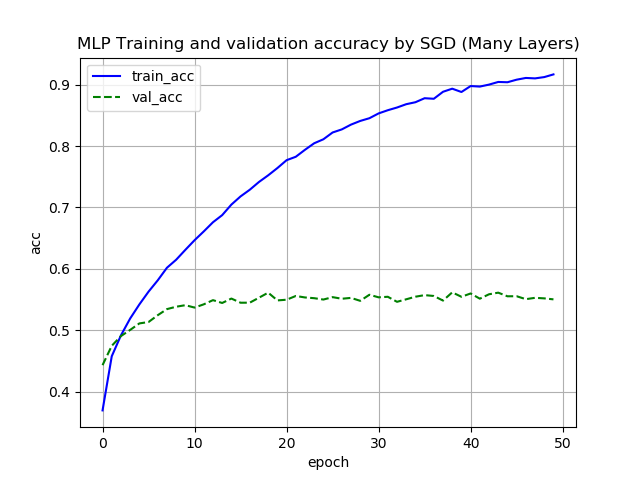 MLP Training and validation accuracy by SGD (Many Layers)
train_acc
val_acc
acc
0.9
0.8
0.7
0.6
0.5
0.4
0 10 20 30 40 50
epoch